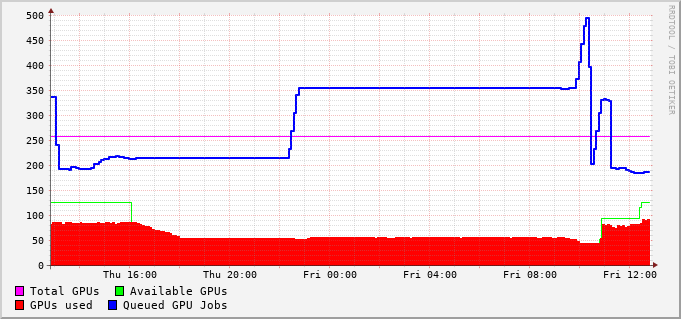 500
450
400
350
300
250
200
150
100
50
0
Thu 16:00 Thu 20:00 Fri 00:00 Fri 04:00 Fri 08:00 Fri 12:00
Total GPUs Available GPUs
GPUs used Queued GPU Jobs
RRDTOOL / TOBI OETIKER